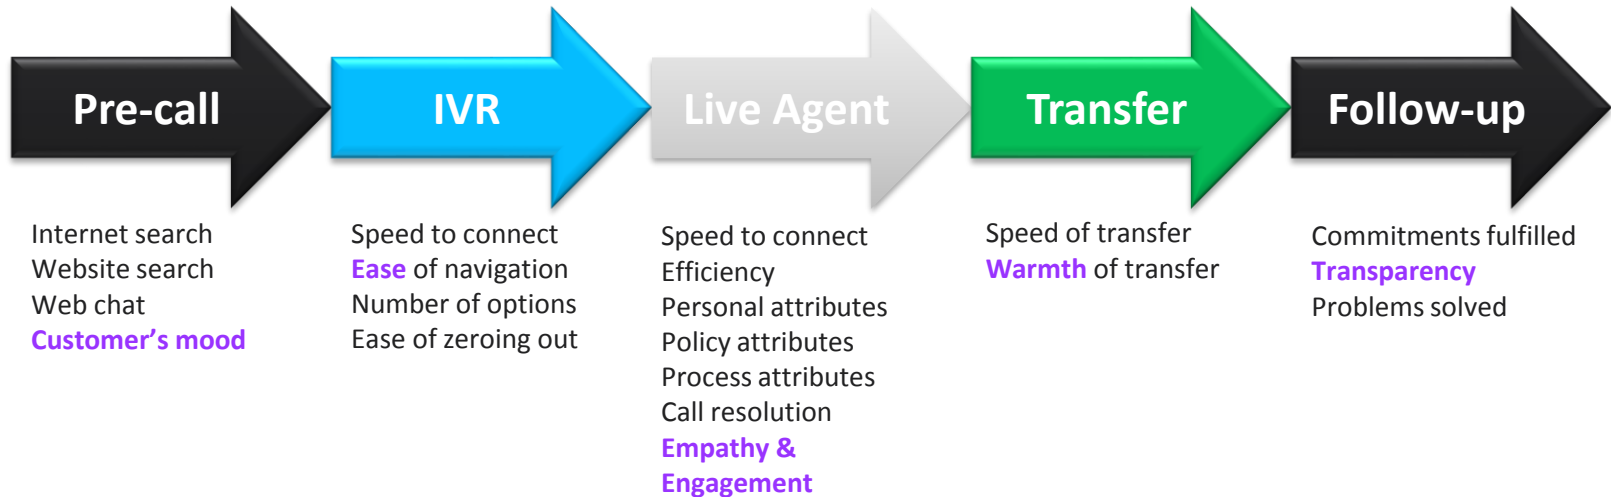 Pre-call
IVR
Live Agent
Transfer
Follow-up
Internet search
Website search
Web chat
Customer’s mood
Speed to connect
Ease of navigation
Number of options
Ease of zeroing out
Speed to connect
Efficiency
Personal attributes
Policy attributes
Process attributes
Call resolution
Empathy &
Engagement
Speed of transfer
Warmth of transfer
Commitments fulfilled
Transparency
Problems solved